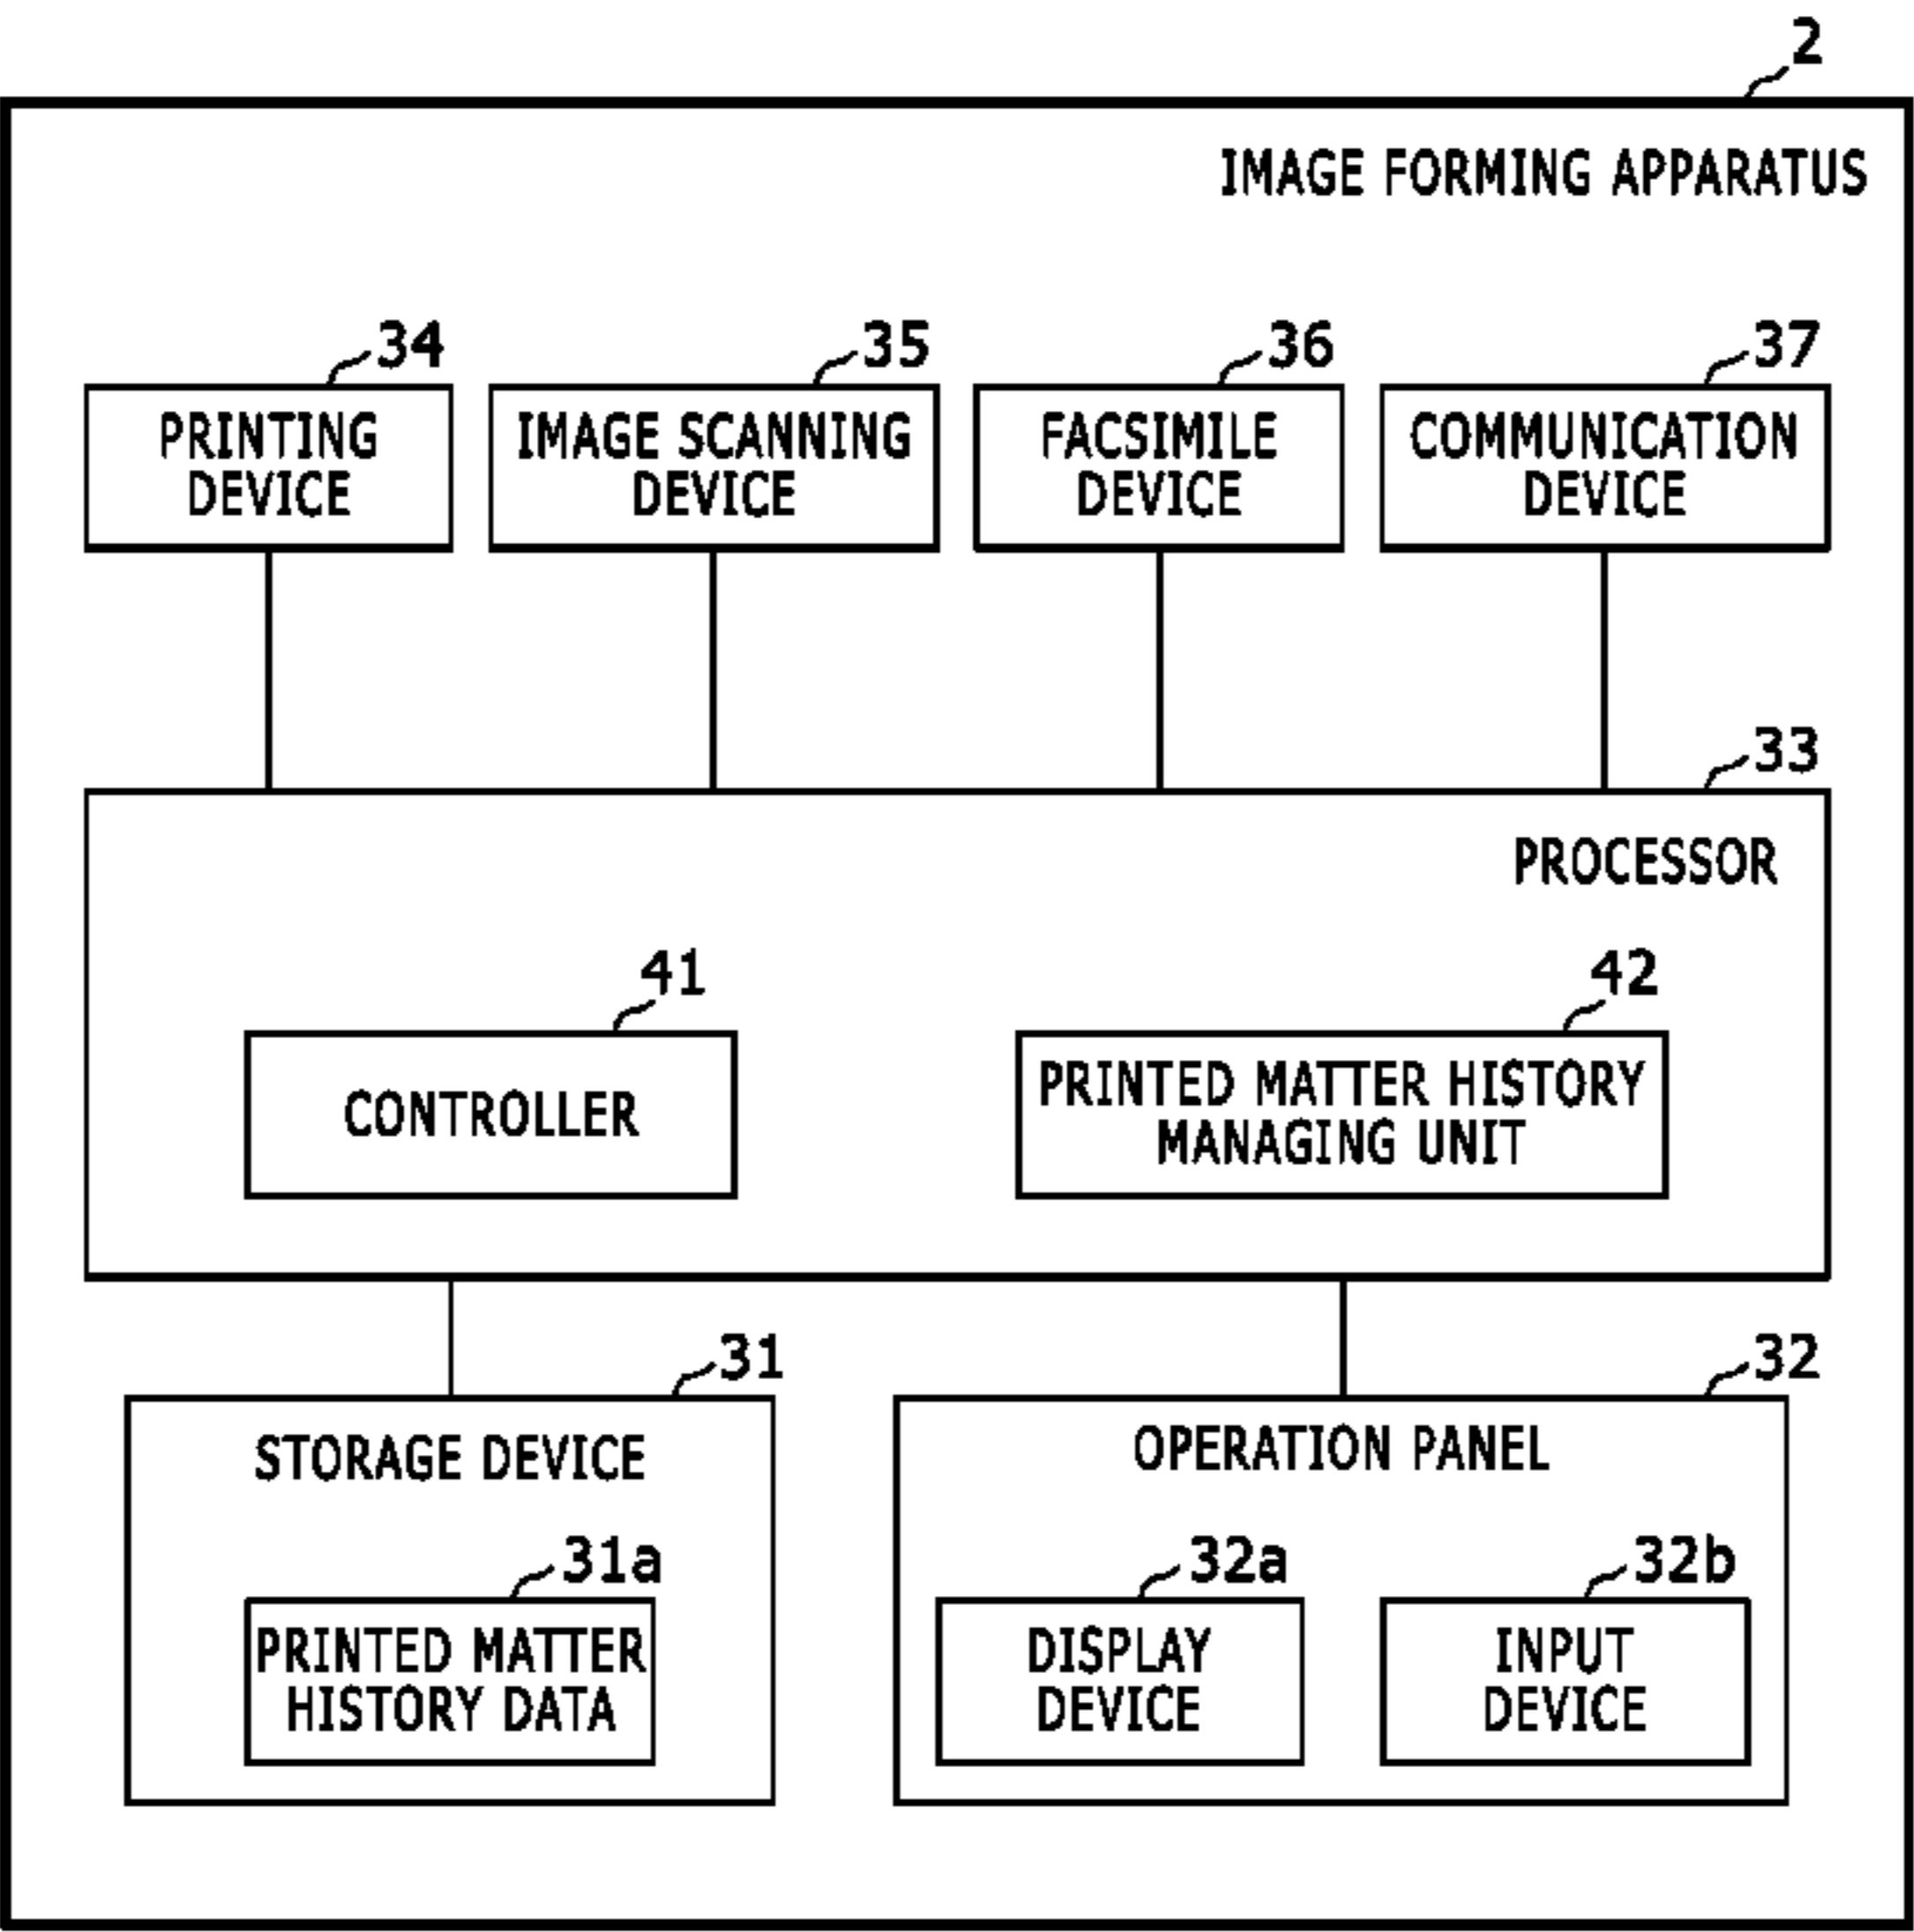 2
IMAGE FORMING APPARATUS
34
35
36
37
PRINTING
DEVICE
IMAGE SCANNING
DEVICE
FACSIMILE
DEVICE
COMMUNICATION
DEVICE
33
PROCESSOR
41
42
CONTROLLER
PRINTED MATTER HISTORY
MANAGING UNIT
31
32
STORAGE DEVICE
OPERATION PANEL
31a
32a
32b
PRINTED MATTER
HISTORY DATA
DISPLAY
DEVICE
INPUT
DEVICE